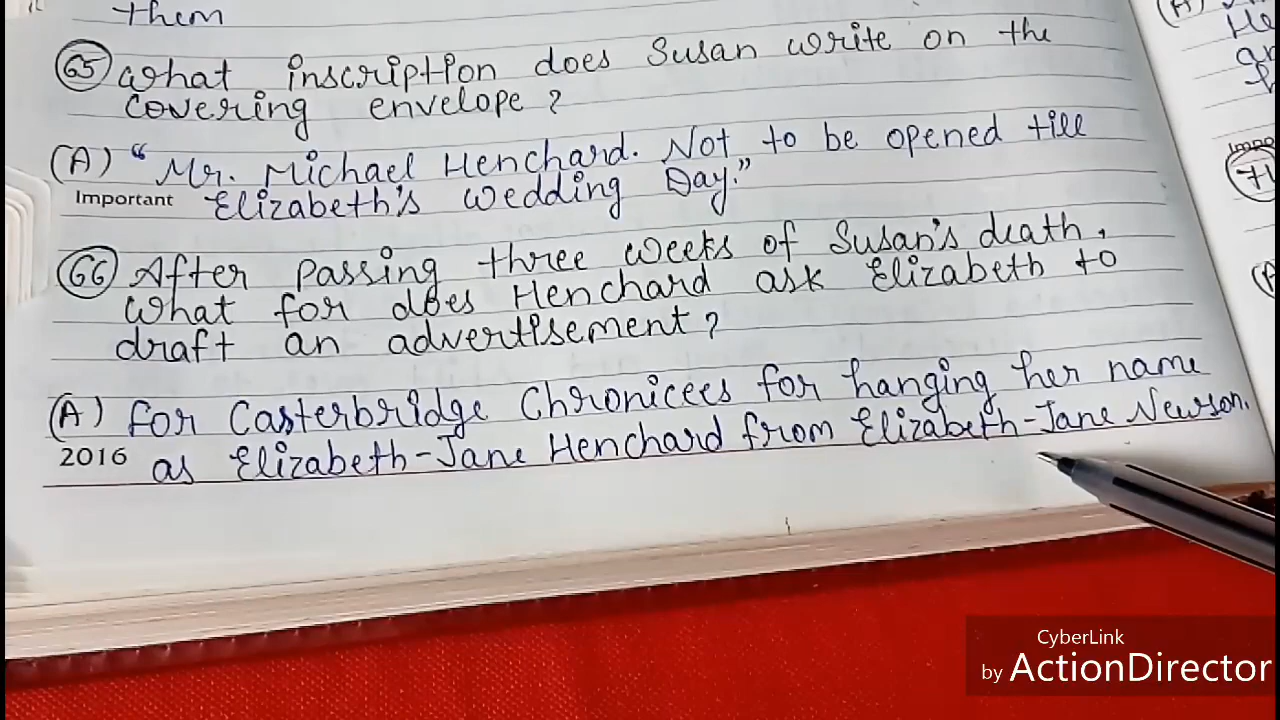 them
65 What inscription does Susan write on the
covering envelope?
(A) "Mr. Michael Henchard. Not to be opened till
Important Elizabeth's Wedding Day."
66 After passing three weeks of Susan's death,
what for does Henchard ask Elizabeth to
draft an advertisement?
(A) For Casterbridge Chronicees for hanging her name
2016 as Elizabeth-Jane Henchard from Elizabeth-Jane Newson.
CyberLink
by ActionDirector